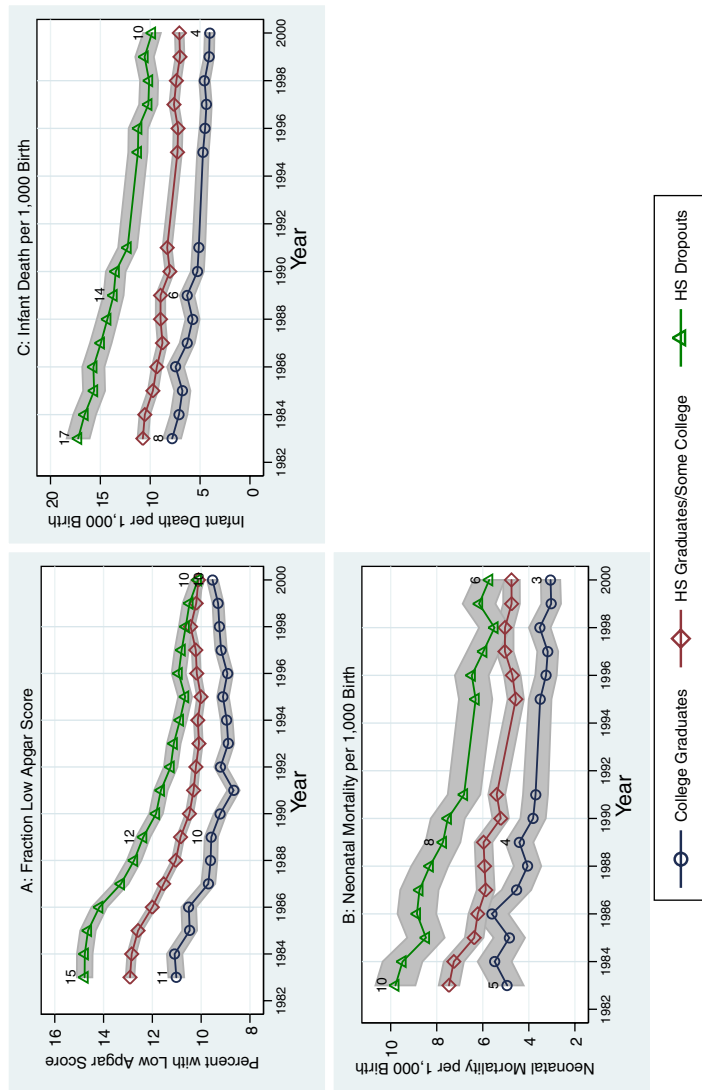 A: Fraction Low Apgar Score
Percent with Low Apgar Score
16
14
12
10
8
15
12
10
11
10
1982 1984 1986 1988 1990 1992 1994 1996 1998 2000
Year
B: Neonatal Mortality per 1,000 Birth
Neonatal Mortality per 1,000 Birth
10
8
6
4
2
10
8
6
5
4
3
1982 1984 1986 1988 1990 1992 1994 1996 1998 2000
Year
C: Infant Death per 1,000 Birth
Infant Death per 1,000 Birth
20
15
10
5
0
17
14
10
8
6
4
1982 1984 1986 1988 1990 1992 1994 1996 1998 2000
Year
College Graduates
HS Graduates/Some College
HS Dropouts